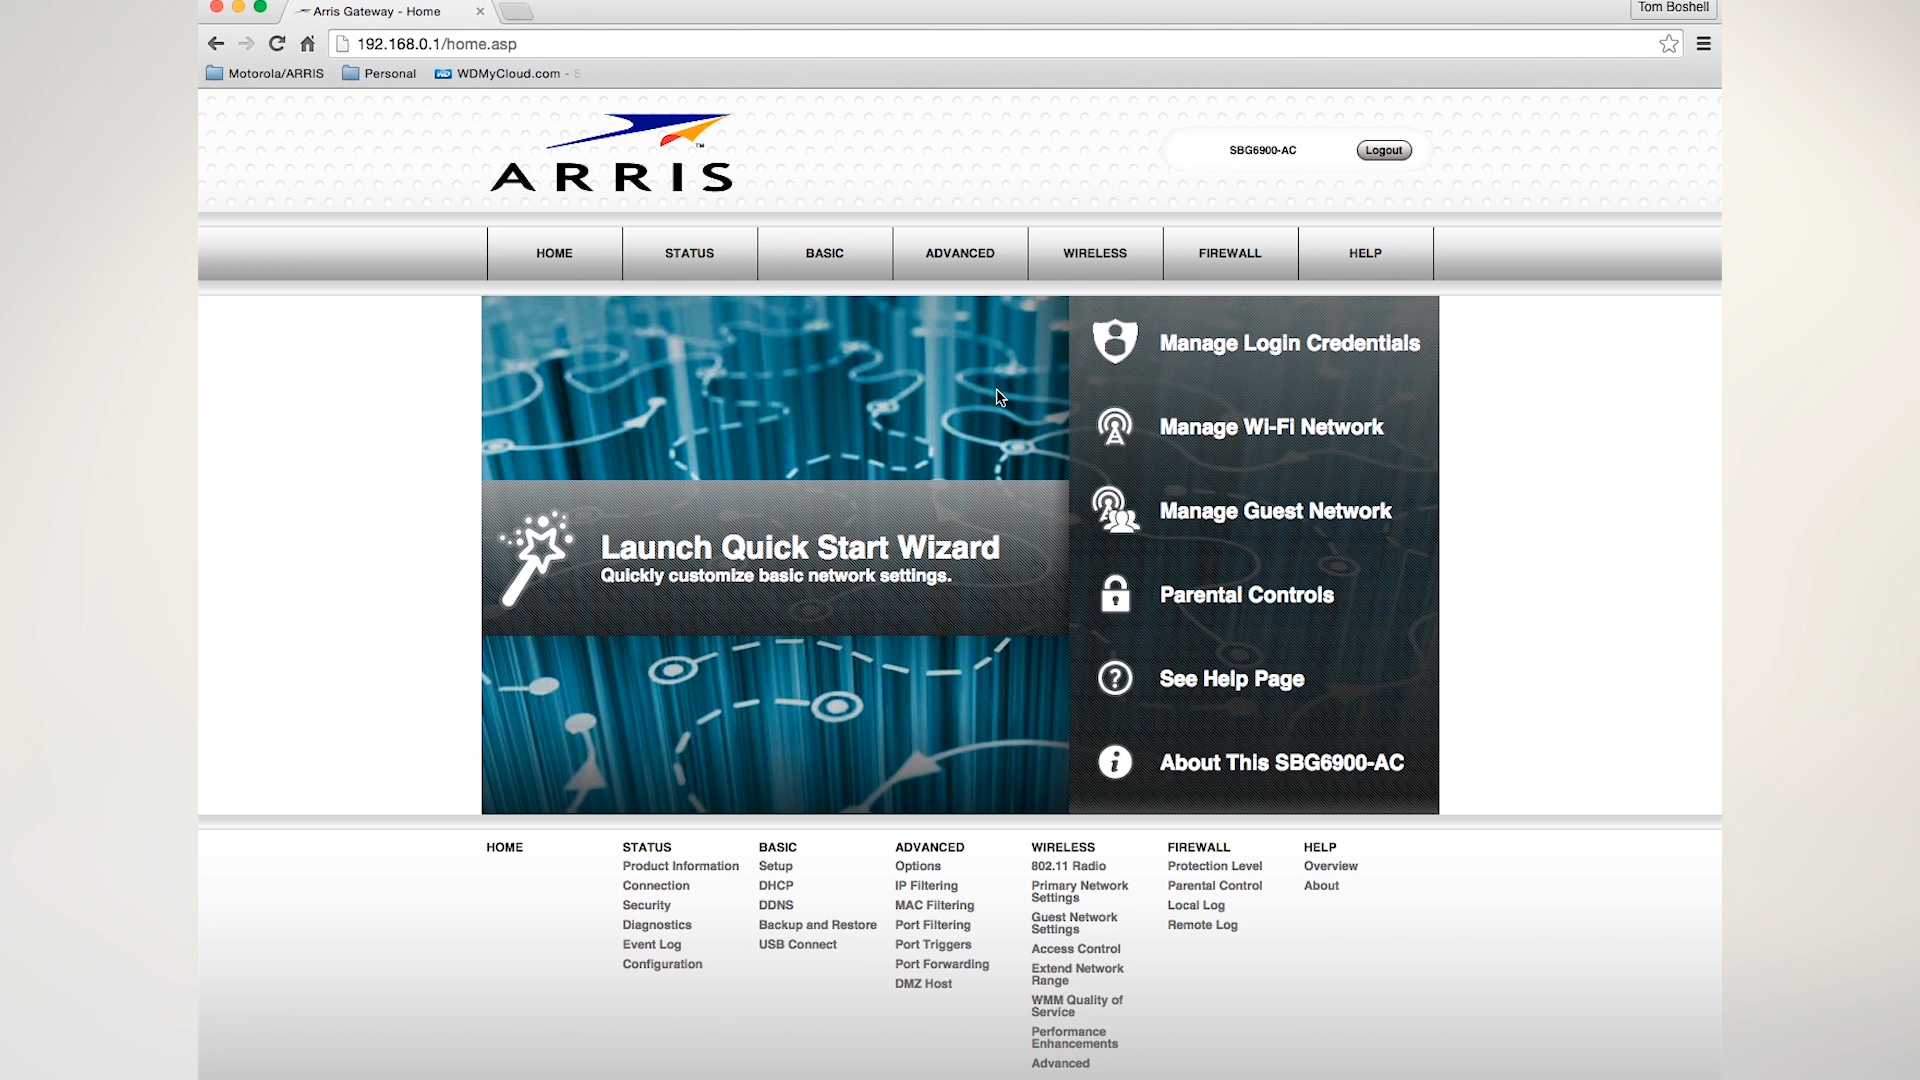 Arris Gateway - Home
Tom Boshell
192.168.0.1/home.asp
Motorola/ARRIS
Personal
WDMyCloud.com - S
ARRIS
TM
SBG6900-AC
Logout
HOME
STATUS
BASIC
ADVANCED
WIRELESS
FIREWALL
HELP
Launch Quick Start Wizard
Quickly customize basic network settings.
Manage Login Credentials
Manage Wi-Fi Network
Manage Guest Network
Parental Controls
See Help Page
About This SBG6900-AC
HOME
STATUS
Product Information
Connection
Security
Diagnostics
Event Log
Configuration
BASIC
Setup
DHCP
DDNS
Backup and Restore
USB Connect
ADVANCED
Options
IP Filtering
MAC Filtering
Port Filtering
Port Triggers
Port Forwarding
DMZ Host
WIRELESS
802.11 Radio
Primary Network
Settings
Guest Network
Settings
Access Control
Extend Network
Range
WMM Quality of
Service
Performance
Enhancements
Advanced
FIREWALL
Protection Level
Parental Control
Local Log
Remote Log
HELP
Overview
About